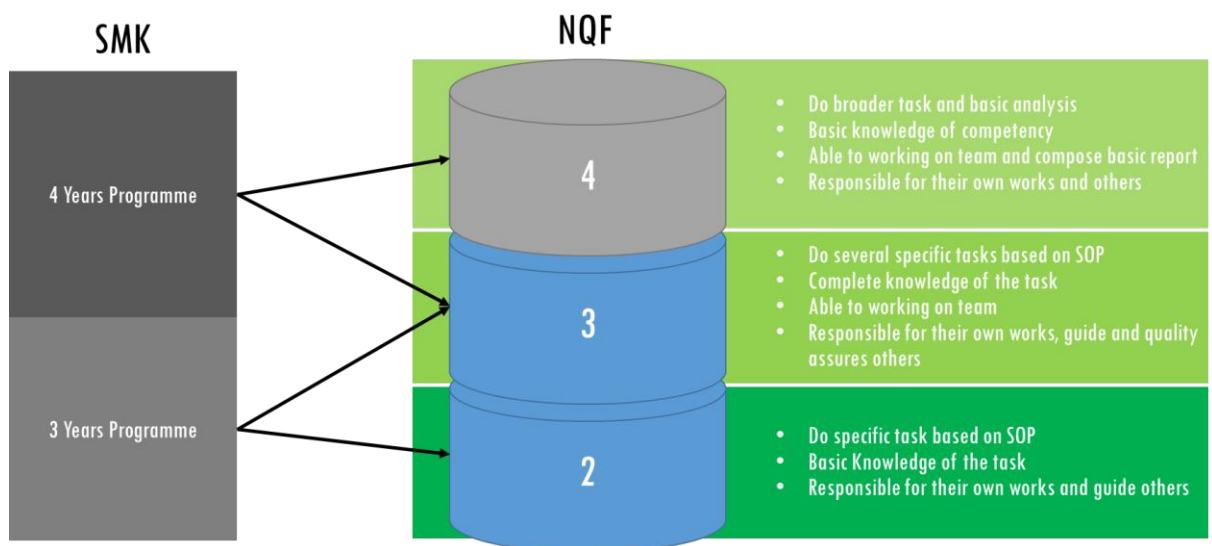 SMK
NQF
4 Years Programme
3 Years Programme
4
• Do broader task and basic analysis
• Basic knowledge of competency
• Able to working on team and compose basic report
• Responsible for their own works and others
3
• Do several specific tasks based on SOP
• Complete knowledge of the task
• Able to working on team
• Responsible for their own works, guide and quality
assures others
2
• Do specific task based on SOP
• Basic Knowledge of the task
• Responsible for their own works and guide others